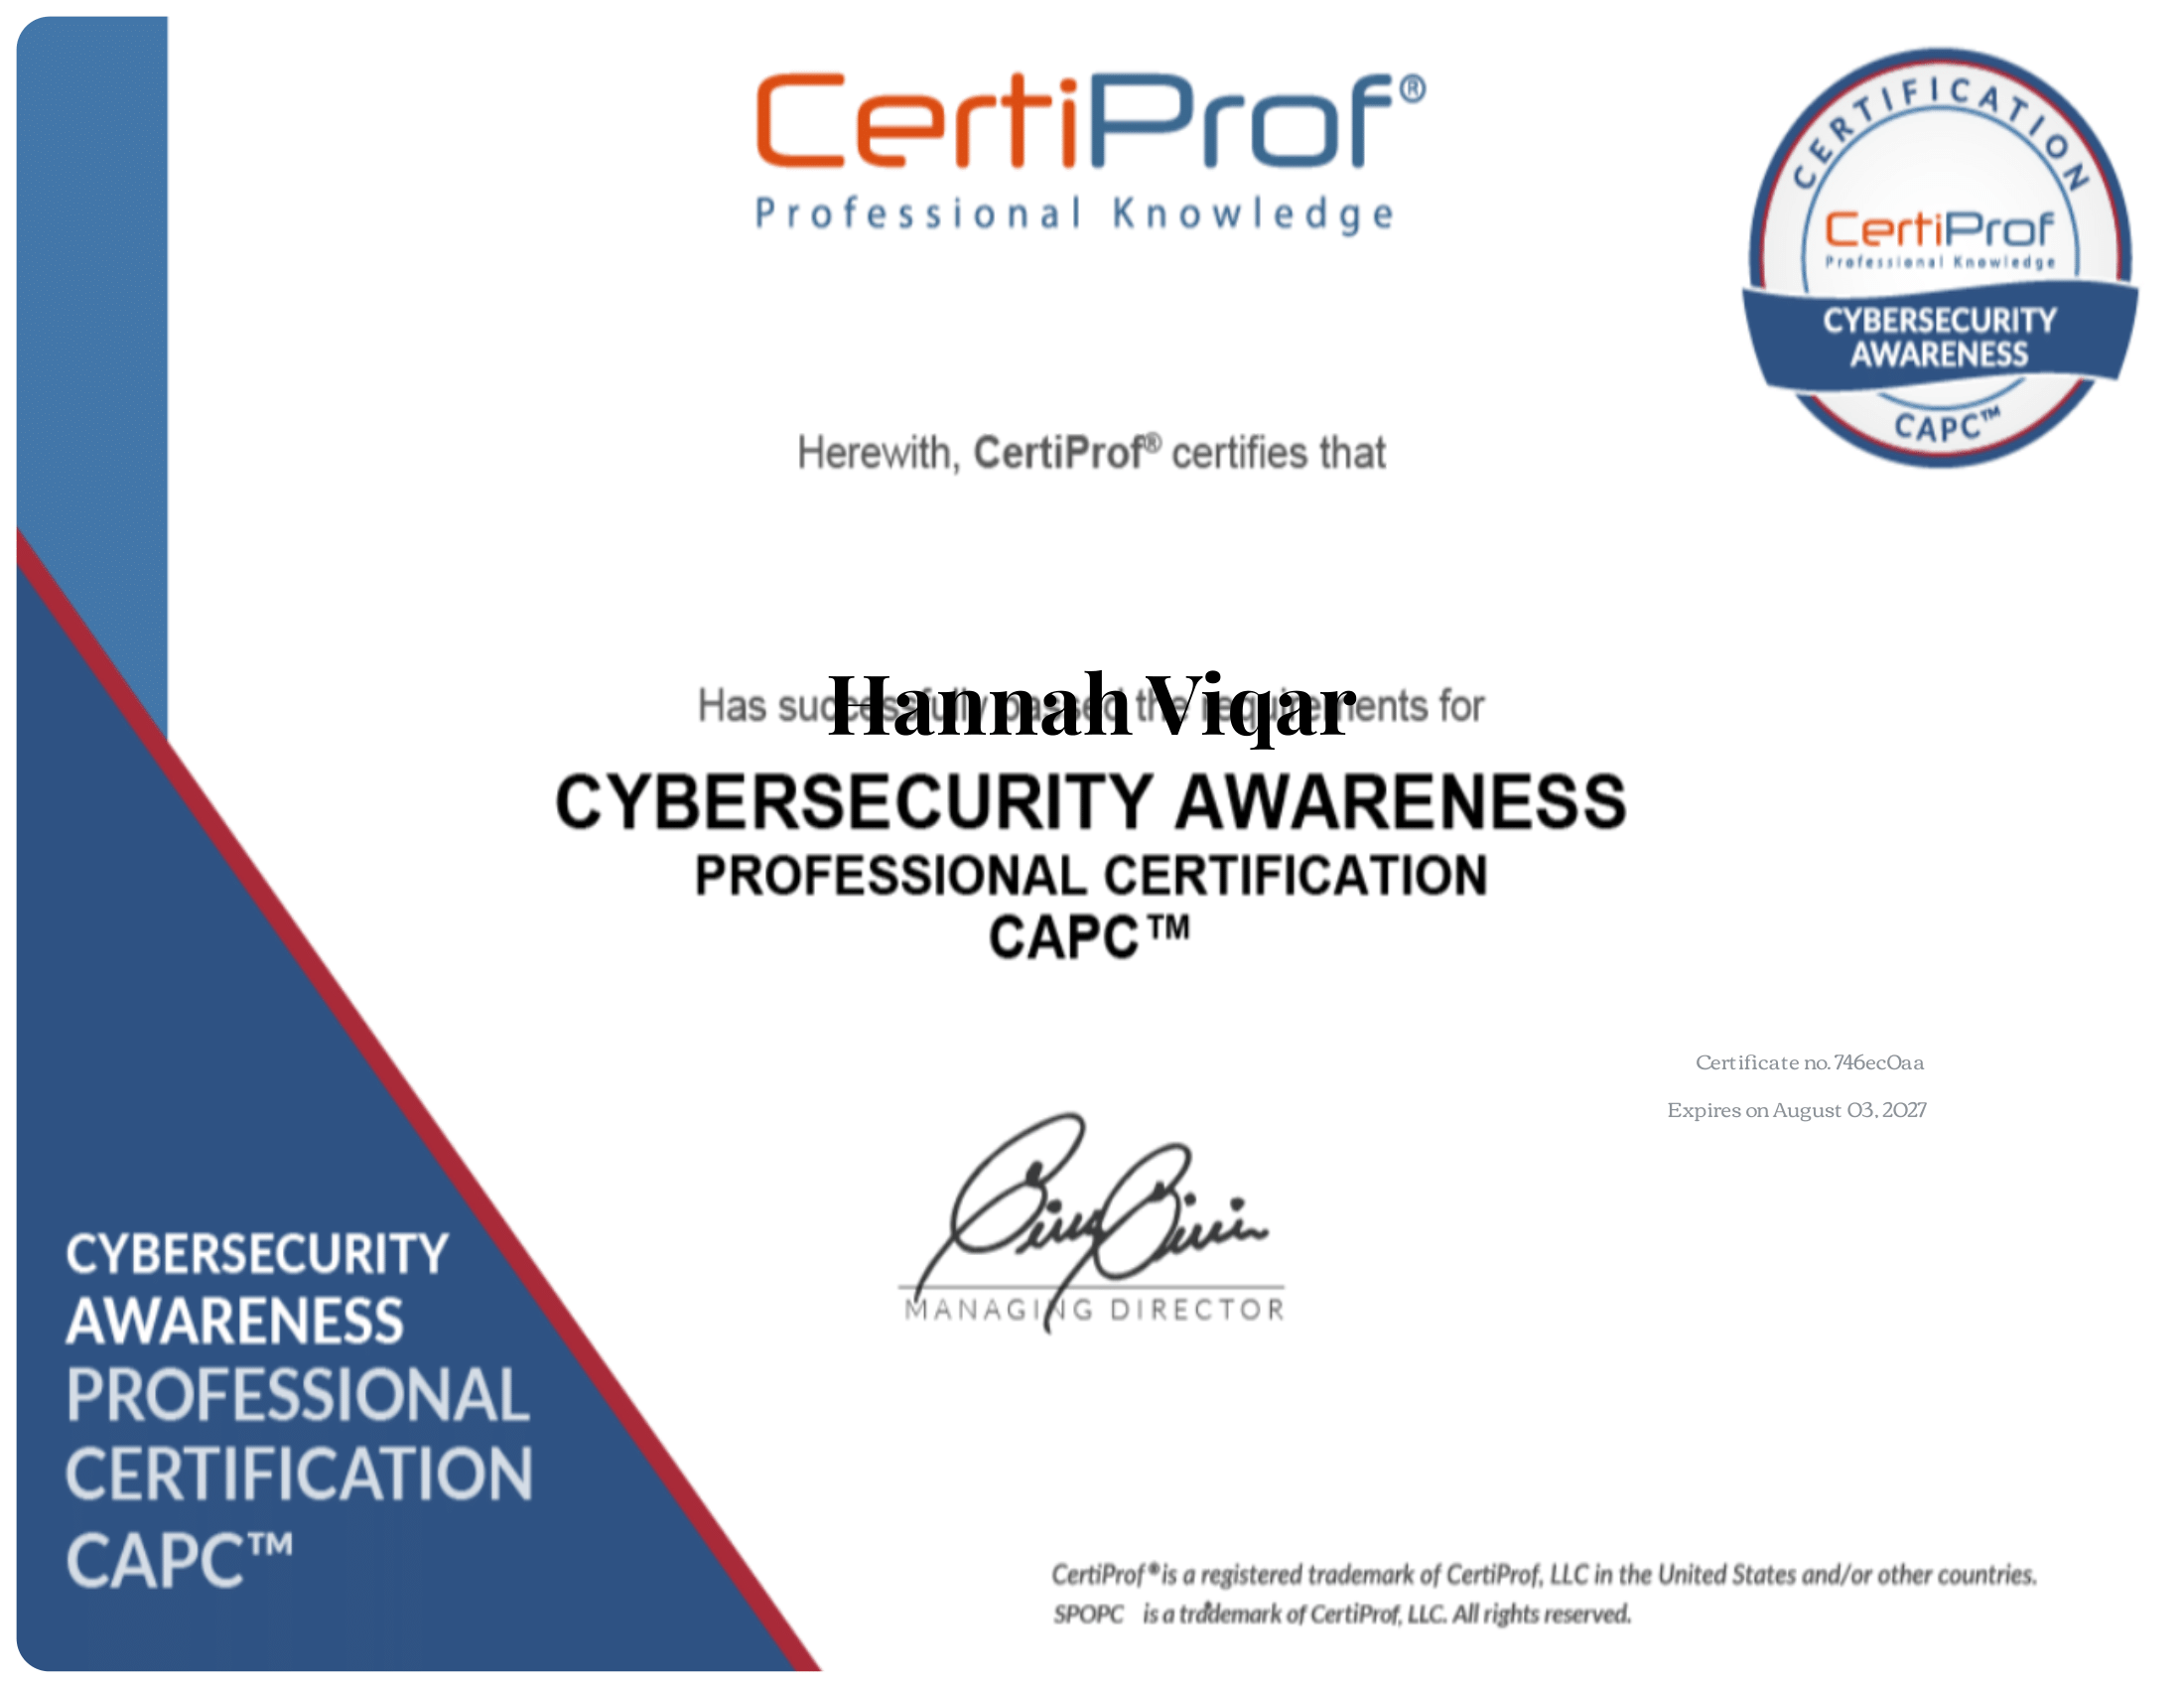 CertiProf®
Professional Knowledge
CERTIFICATION
CertiProf
Professional Knowledge
CYBERSECURITY
AWARENESS
CAPC™
Herewith, CertiProf® certifies that
Hannah Viqar
Has successfully passed the requirements for
CYBERSECURITY AWARENESS
PROFESSIONAL CERTIFICATION
CAPC™
Certificate no. 746ec0aa
Expires on August 03, 2027
MANAGING DIRECTOR
CYBERSECURITY
AWARENESS
PROFESSIONAL
CERTIFICATION
CAPC™
CertiProf® is a registered trademark of CertiProf, LLC in the United States and/or other countries.
SPOPC is a trademark of CertiProf, LLC. All rights reserved.